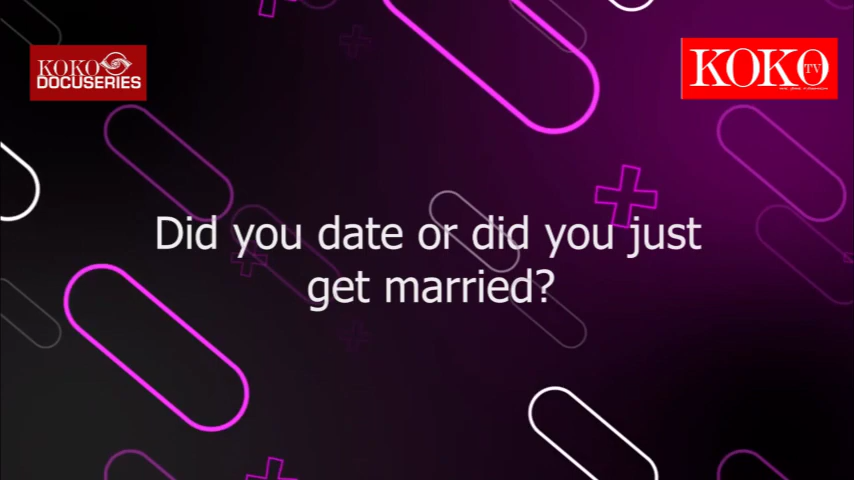 KOKO
DOCUSERIES
KOKO TV
Did you date or did you just
get married?